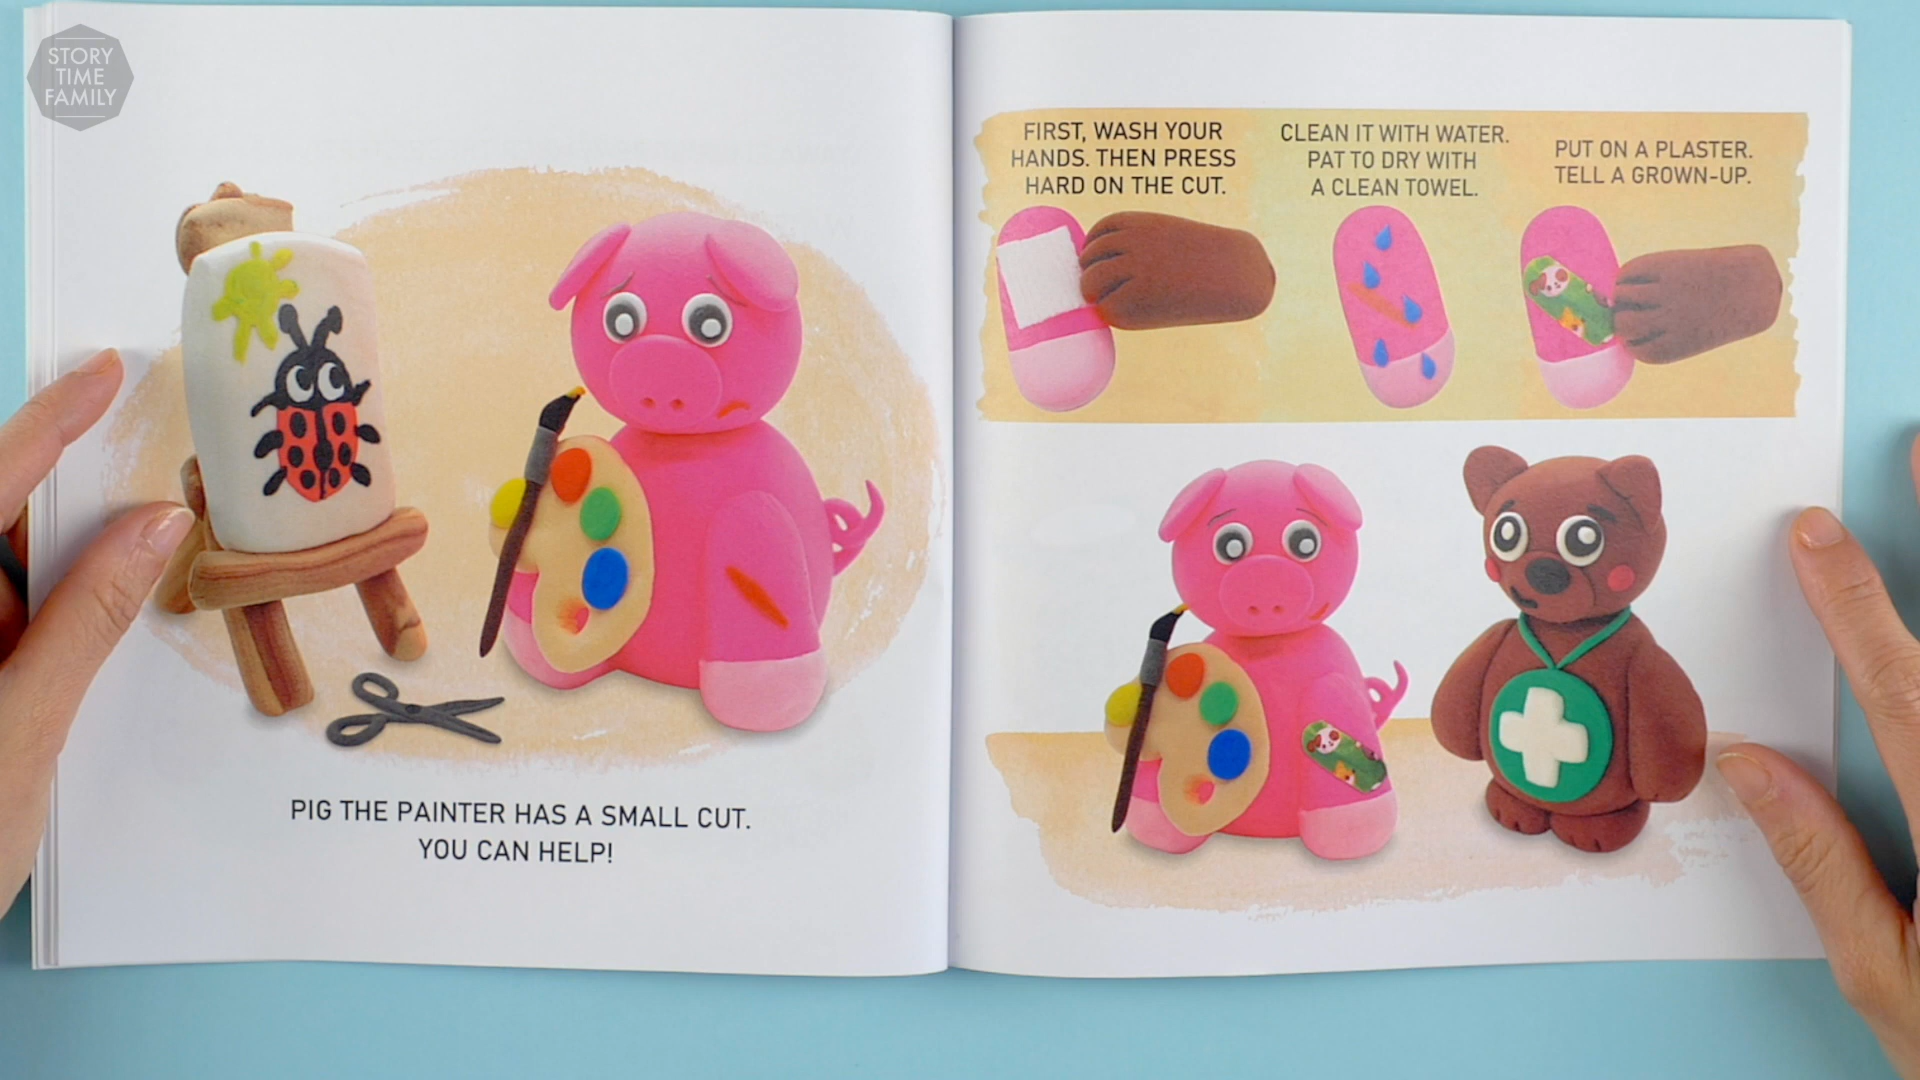 STORY
TIME
FAMILY
PIG THE PAINTER HAS A SMALL CUT.
YOU CAN HELP!
FIRST, WASH YOUR
HANDS. THEN PRESS
HARD ON THE CUT.
CLEAN IT WITH WATER.
PAT TO DRY WITH
A CLEAN TOWEL.
PUT ON A PLASTER.
TELL A GROWN-UP.